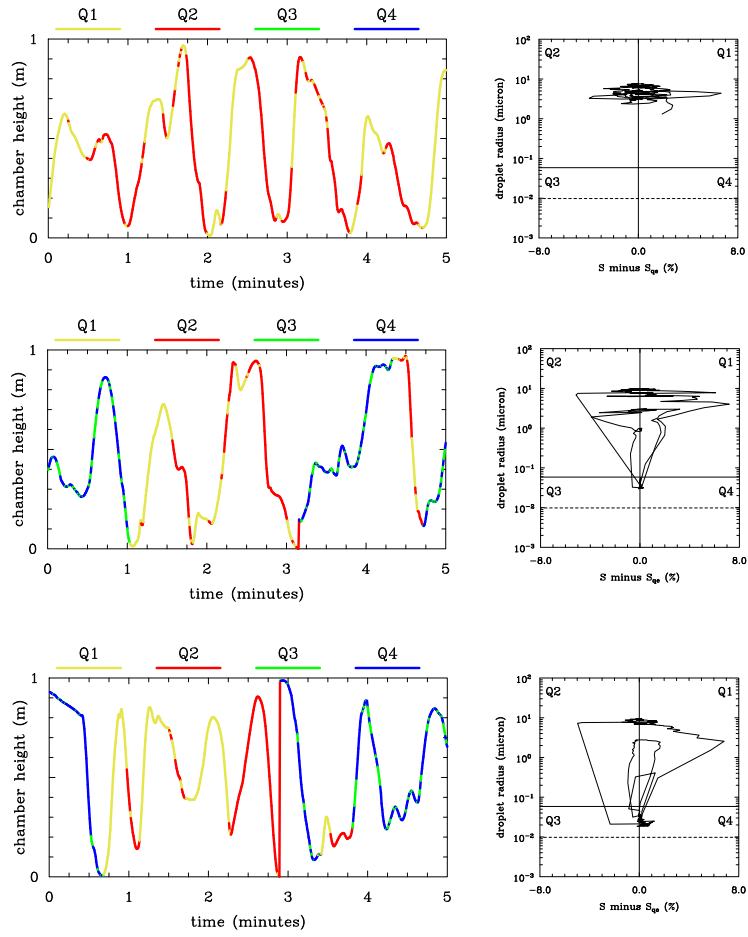 Q1 Q2 Q3 Q4
1
0
chamber height (m)
0 1 2 3 4 5
time (minutes)
10²
10¹
10⁰
10⁻¹
10⁻²
10⁻³
droplet radius (micron)
Q2 Q1
Q3 Q4
-8.0 0.0 8.0
S minus Sqs (%)
Q1 Q2 Q3 Q4
1
0
chamber height (m)
0 1 2 3 4 5
time (minutes)
10²
10¹
10⁰
10⁻¹
10⁻²
10⁻³
droplet radius (micron)
Q2 Q1
Q3 Q4
-8.0 0.0 8.0
S minus Sqs (%)
Q1 Q2 Q3 Q4
1
0
chamber height (m)
0 1 2 3 4 5
time (minutes)
10²
10¹
10⁰
10⁻¹
10⁻²
10⁻³
droplet radius (micron)
Q2 Q1
Q3 Q4
-8.0 0.0 8.0
S minus Sqs (%)